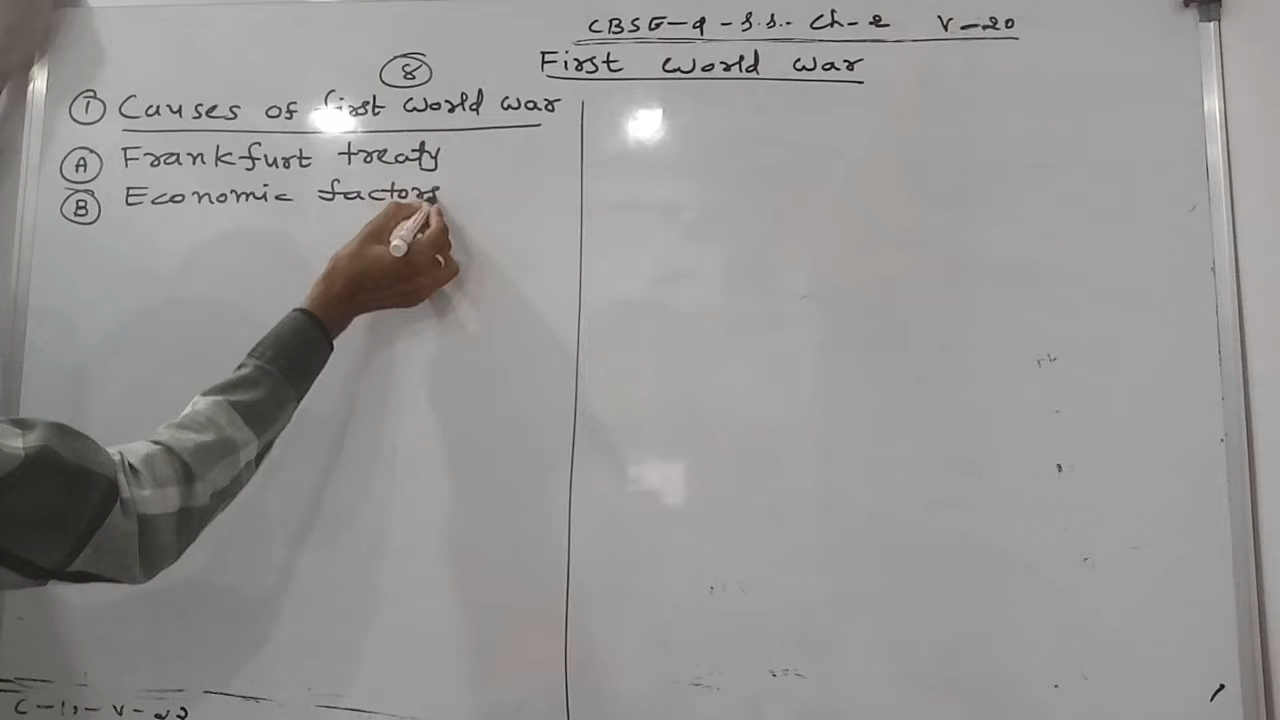 CBSE-9 - S.S.- Ch-2 V-20
First world war
8
1 Causes of first world war
A Frankfurt treaty
B Economic factors